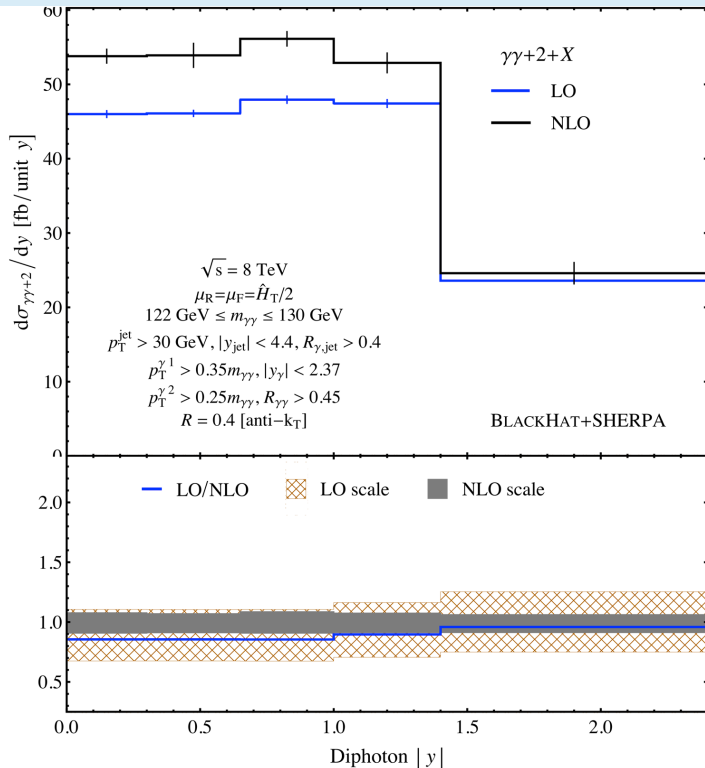 60
50
40
30
20
10
0
dσγγ+2/dy [fb/unit y]
γγ+2+X
LO
NLO
√s = 8 TeV
μR=μF=ĤT/2
122 GeV ≤ mγγ ≤ 130 GeV
pTjet > 30 GeV, |yjet| < 4.4, Rγ,jet > 0.4
pTγ1 > 0.35mγγ, |yγ| < 2.37
pTγ2 > 0.25mγγ, Rγγ > 0.45
R = 0.4 [anti−kT]
BLACKHAT+SHERPA
LO/NLO LO scale NLO scale
2.0
1.5
1.0
0.5
0.0 0.5 1.0 1.5 2.0
Diphoton |y|